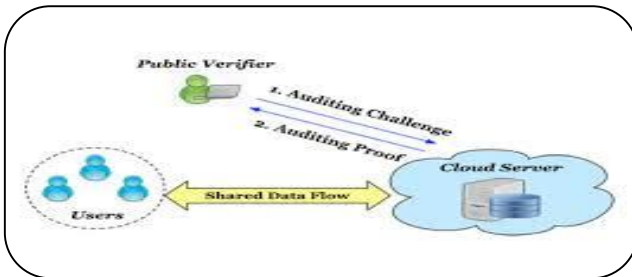 Public Verifier
1. Auditing Challenge
2. Auditing Proof
Cloud Server
Shared Data Flow
Users